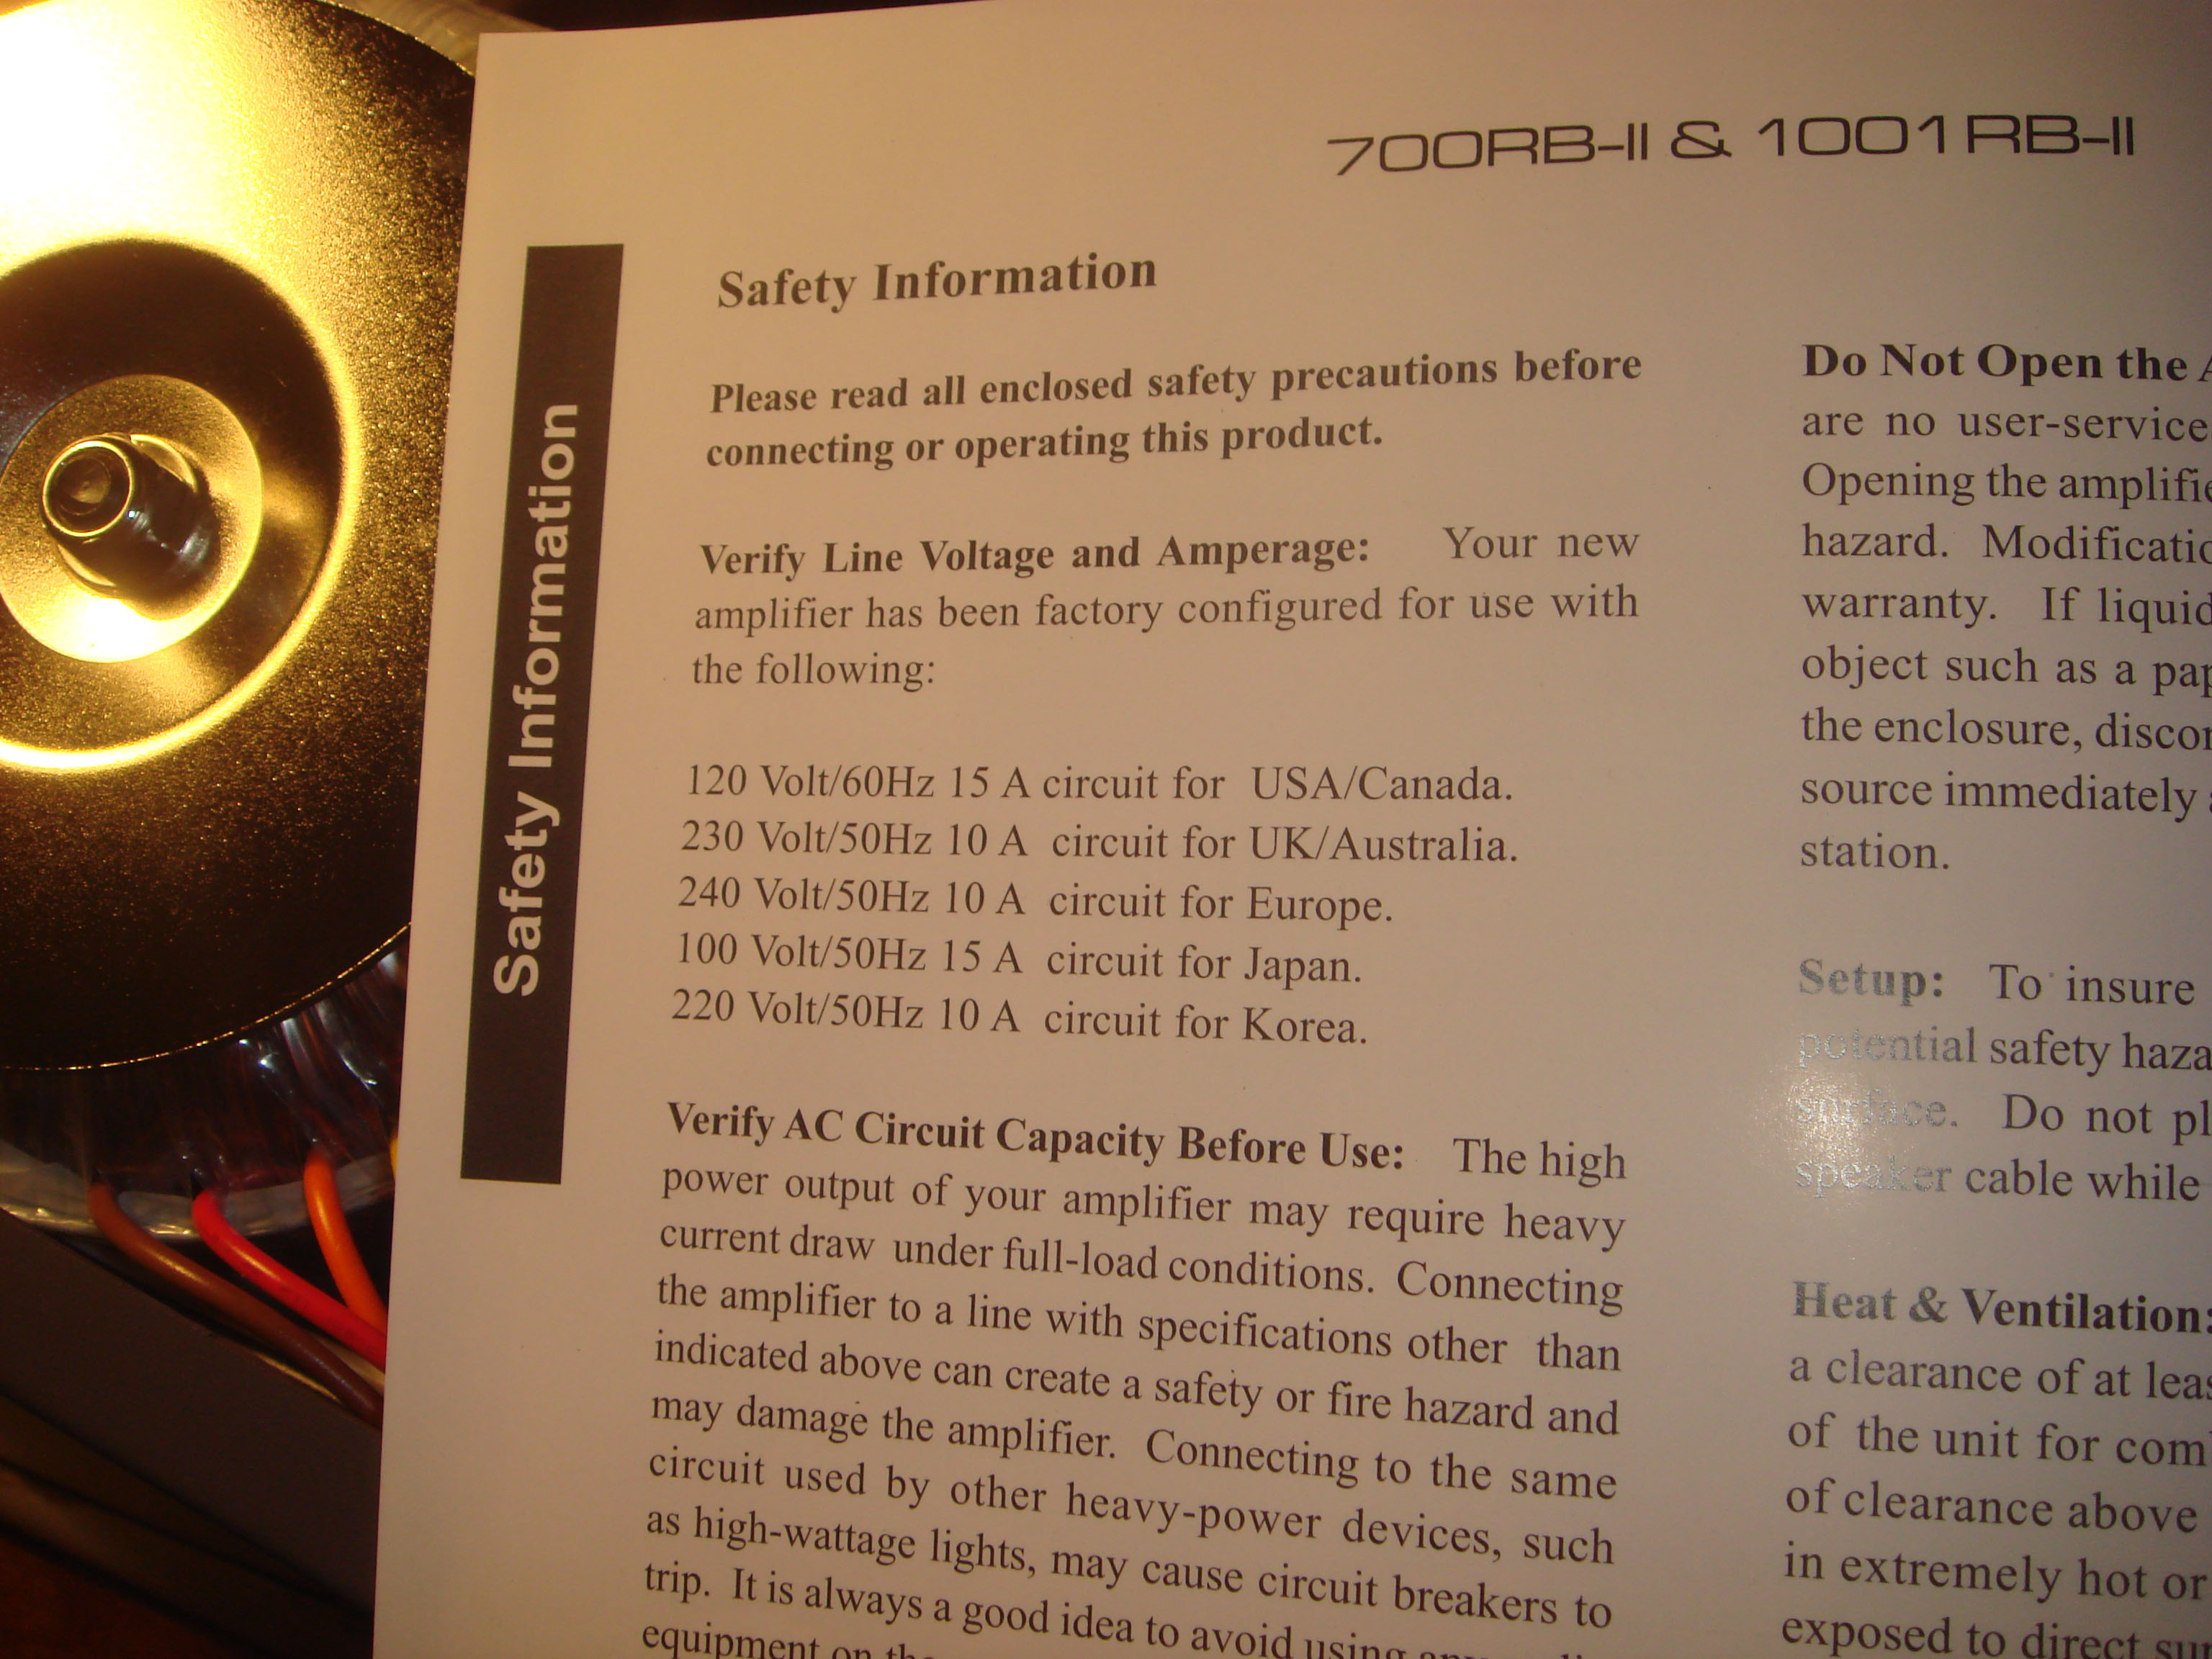 700RB-II & 1001RB-II
Safety Information
Safety Information
Please read all enclosed safety precautions before
connecting or operating this product.
Verify Line Voltage and Amperage: Your new
amplifier has been factory configured for use with
the following:
120 Volt/60Hz 15 A circuit for USA/Canada.
230 Volt/50Hz 10 A circuit for UK/Australia.
240 Volt/50Hz 10 A circuit for Europe.
100 Volt/50Hz 15 A circuit for Japan.
220 Volt/50Hz 10 A circuit for Korea.
Verify AC Circuit Capacity Before Use: The high
power output of your amplifier may require heavy
current draw under full-load conditions. Connecting
the amplifier to a line with specifications other than
indicated above can create a safety or fire hazard and
may damage the amplifier. Connecting to the same
circuit used by other heavy-power devices, such
as high-wattage lights, may cause circuit breakers to
trip. It is always a good idea to avoid using
equipment on
Do Not Open the
are no user-service
Opening the
hazard.
warranty. If liquid
object such as a
the enclosure,
source immediately
station.
Setup: To insure
potential safety
surface. Do not
speaker cable while
Heat & Ventilation:
a clearance of at
of the unit for
of clearance above
in extremely hot or
exposed to direct